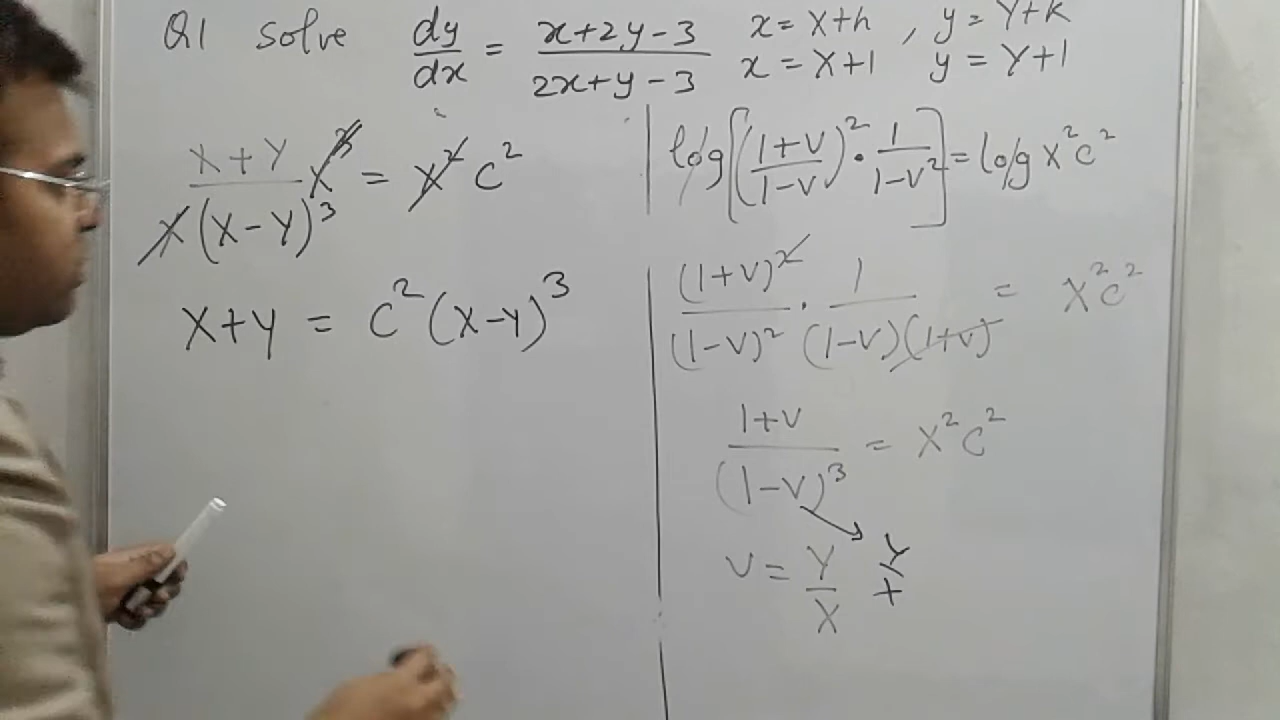 Q1 solve dy/dx = x+2y-3 / 2x+y-3
x = X+h , y = Y+k
x = X+1 y = Y+1
X+Y / X(X-Y)^3 X^3 = X^2 c^2
X+Y = c^2 (X-Y)^3
log[(1+v / 1-v)^2 · 1 / 1-v^2] = log X^2 c^2
(1+v)^2 / (1-v)^2 · 1 / (1-v)(1+v) = X^2 c^2
1+v / (1-v)^3 = X^2 c^2
v = Y/X Y/x